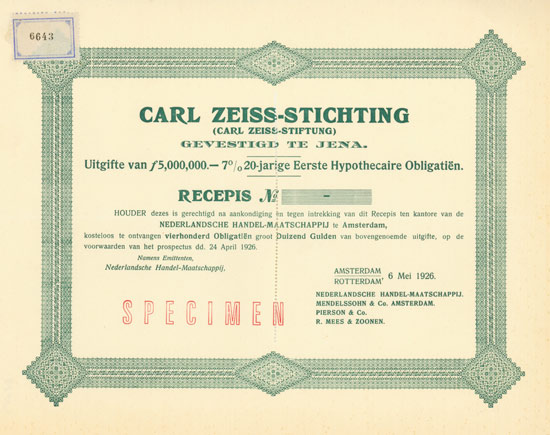 6643
CARL ZEISS-STICHTING
(CARL ZEISS-STIFTUNG)
GEVESTIGD TE JENA.
Uitgifte van ƒ5,000,000.— 7% 20-jarige Eerste Hypothecaire Obligatiën.
RECEPIS № -
HOUDER dezes is gerechtigd na aankondiging en tegen intrekking van dit Recepis ten kantore van de
NEDERLANDSCHE HANDEL-MAATSCHAPPIJ te Amsterdam,
kosteloos te ontvangen vierhonderd Obligatiën groot Duizend Gulden van bovengenoemde uitgifte, op de
voorwaarden van het prospectus dd. 24 April 1926.
Namens Emittenten,
Nederlandsche Handel-Maatschappij.
AMSTERDAM
ROTTERDAM, 6 Mei 1926.
NEDERLANDSCHE HANDEL-MAATSCHAPPIJ.
MENDELSSOHN & Co. AMSTERDAM.
PIERSON & Co.
R. MEES & ZOONEN.
SPECIMEN